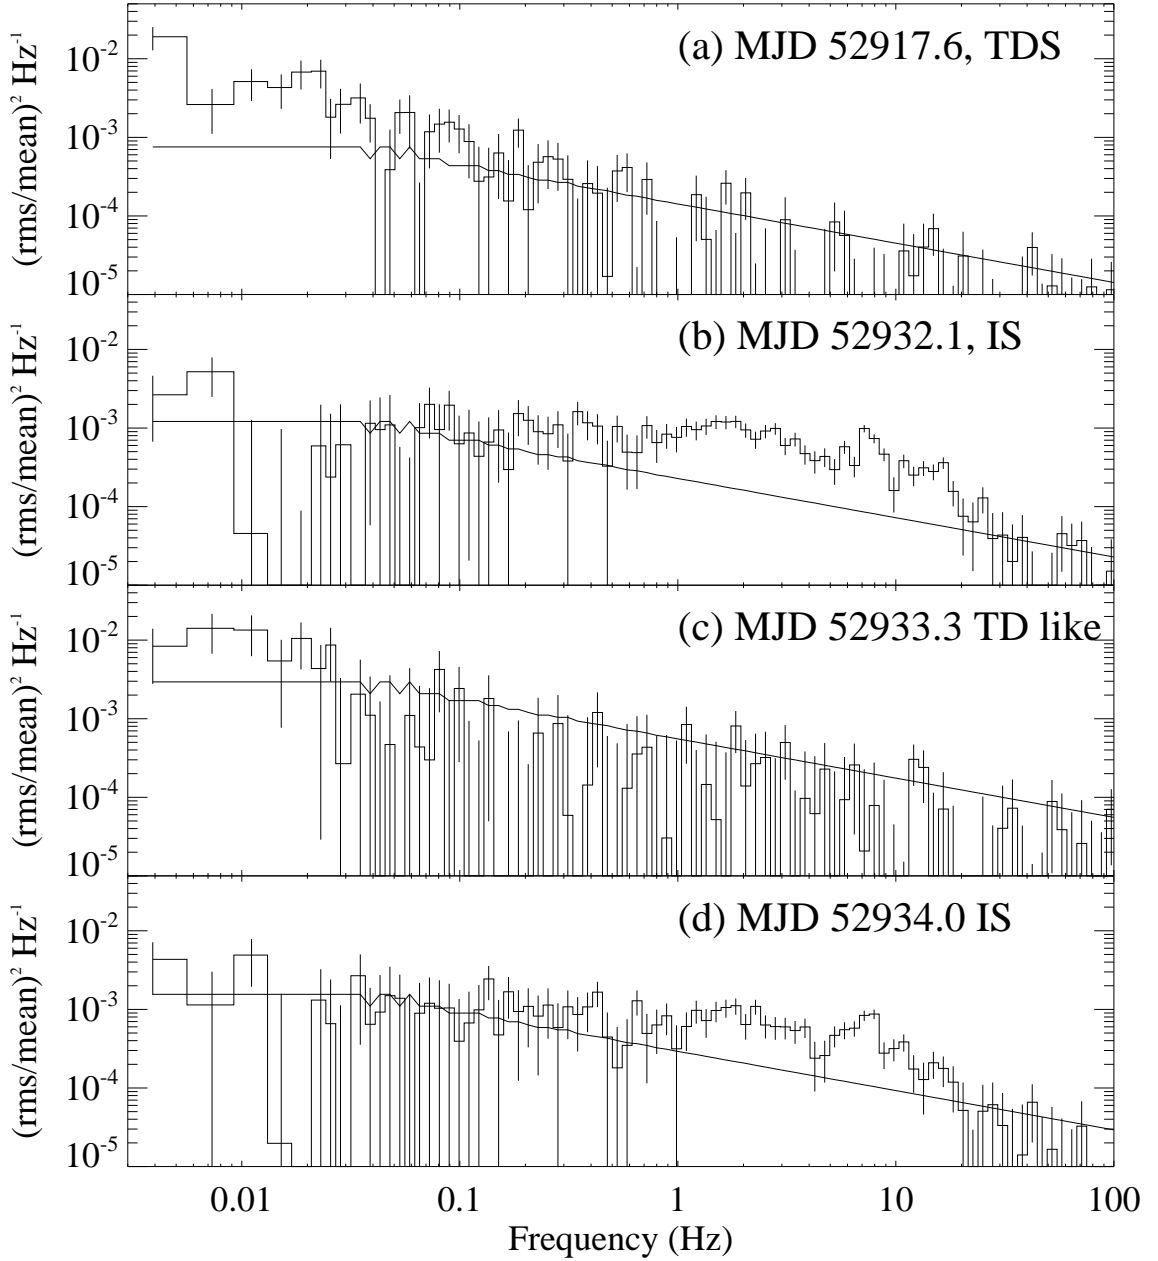 (a) MJD 52917.6, TDS
(rms/mean)² Hz⁻¹
10⁻²
10⁻³
10⁻⁴
10⁻⁵
(b) MJD 52932.1, IS
(rms/mean)² Hz⁻¹
10⁻²
10⁻³
10⁻⁴
10⁻⁵
(c) MJD 52933.3 TD like
(rms/mean)² Hz⁻¹
10⁻²
10⁻³
10⁻⁴
10⁻⁵
(d) MJD 52934.0 IS
(rms/mean)² Hz⁻¹
10⁻²
10⁻³
10⁻⁴
10⁻⁵
0.01 0.1 1 10 100
Frequency (Hz)